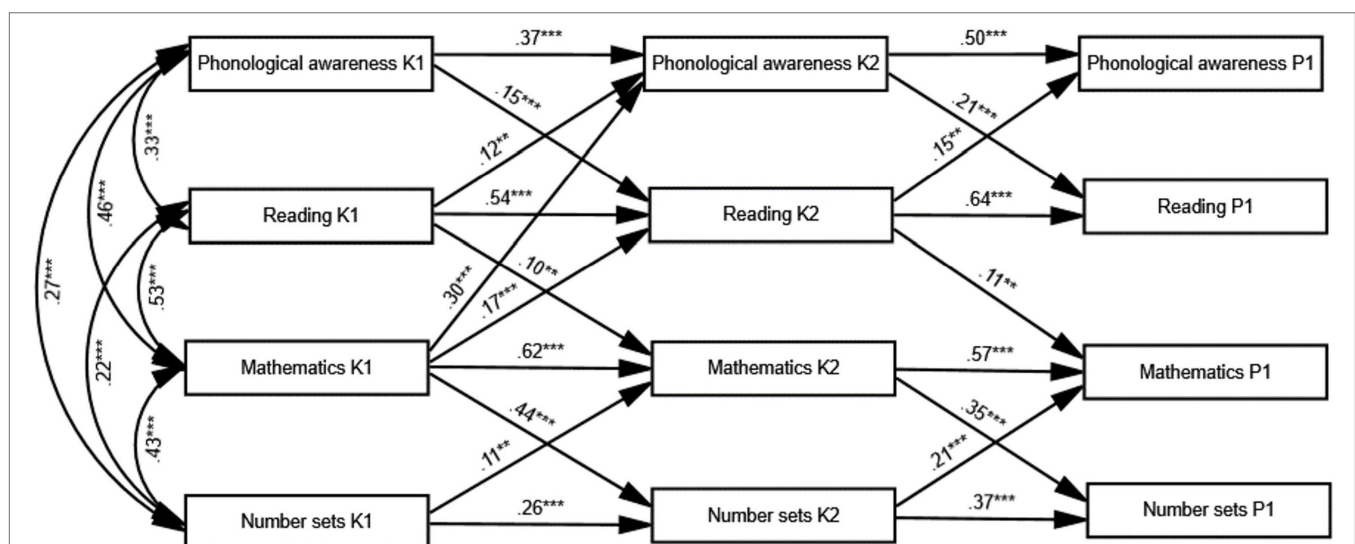 Phonological awareness K1
.37***
Phonological awareness K2
.50***
Phonological awareness P1
.15***
.21***
.33***
.12**
.15**
.46***
Reading K1
.54***
Reading K2
.64***
Reading P1
.27***
.53***
.30***
.10**
.17***
.11**
.22***
Mathematics K1
.62***
Mathematics K2
.57***
Mathematics P1
.43***
.44***
.35***
.11**
.21***
Number sets K1
.26***
Number sets K2
.37***
Number sets P1